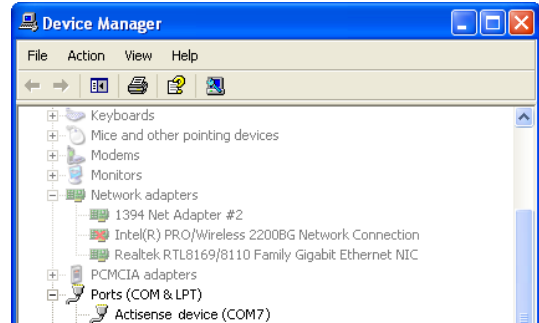 Device Manager
File Action View Help
Keyboards
Mice and other pointing devices
Modems
Monitors
Network adapters
1394 Net Adapter #2
Intel(R) PRO/Wireless 2200BG Network Connection
Realtek RTL8169/8110 Family Gigabit Ethernet NIC
PCMCIA adapters
Ports (COM & LPT)
Actisense device (COM7)